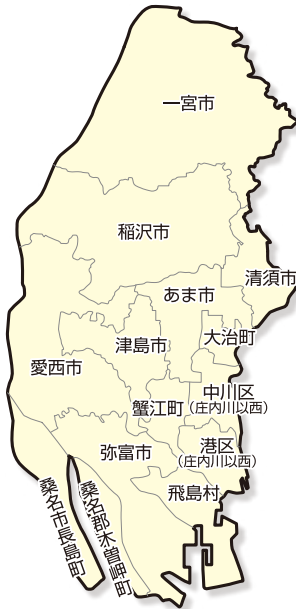 一宮市
稲沢市
清須市
あま市
大治町
津島市
愛西市
中川区
(庄内川以西)
蟹江町
港区
(庄内川以西)
弥富市
飛島村
桑名市長島町
桑名郡木曽岬町